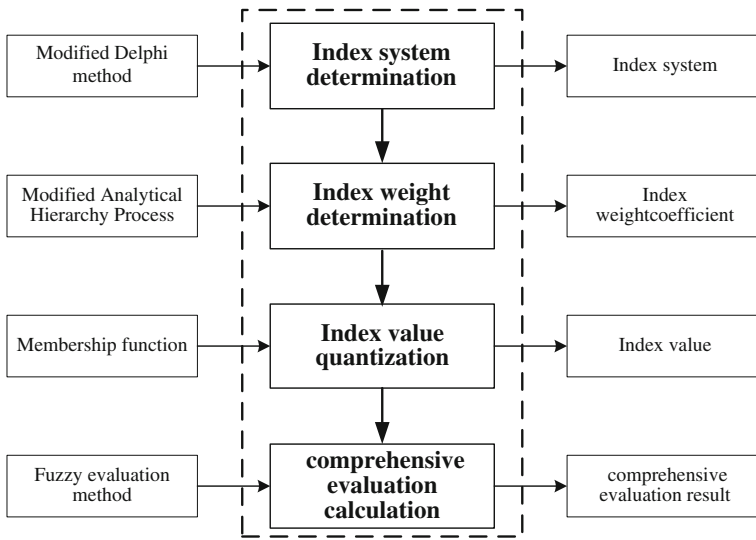 Modified Delphi
method
Index system
determination
Index system
Modified Analytical
Hierarchy Process
Index weight
determination
Index
weightcoefficient
Membership function
Index value
quantization
Index value
Fuzzy evaluation
method
comprehensive
evaluation
calculation
comprehensive
evaluation result